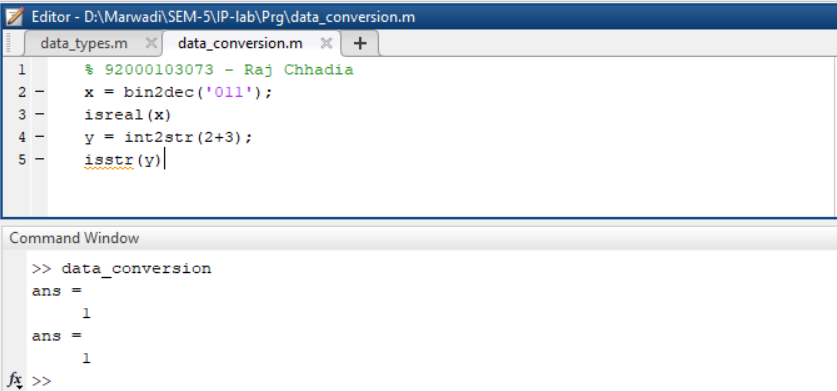 Editor - D:\Marwadi\SEM-5\IP-lab\Prg\data_conversion.m
data_types.m × data_conversion.m × +
1 % 92000103073 - Raj Chhadia
2 - x = bin2dec('011');
3 - isreal(x)
4 - y = int2str(2+3);
5 - isstr(y)
Command Window
>> data_conversion
ans =
1
ans =
1
fx >>